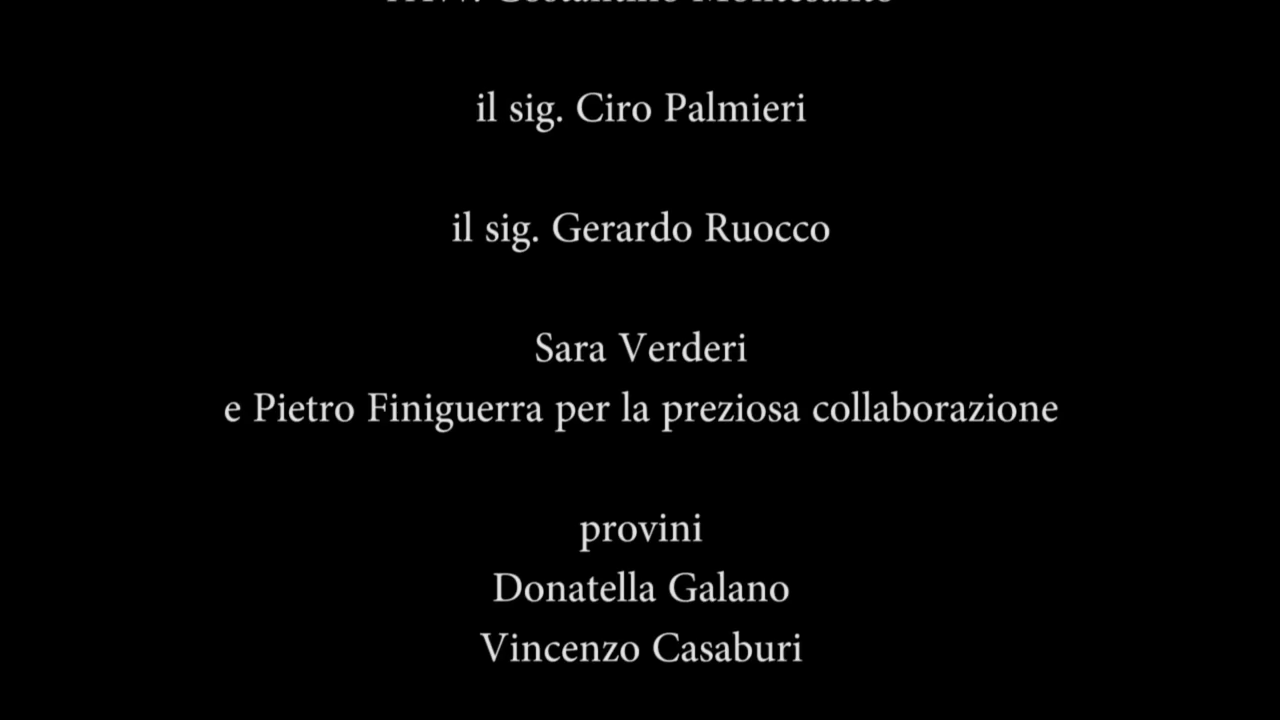 il sig. Ciro Palmieri
il sig. Gerardo Ruocco
Sara Verderi
e Pietro Finiguerra per la preziosa collaborazione
provini
Donatella Galano
Vincenzo Casaburi